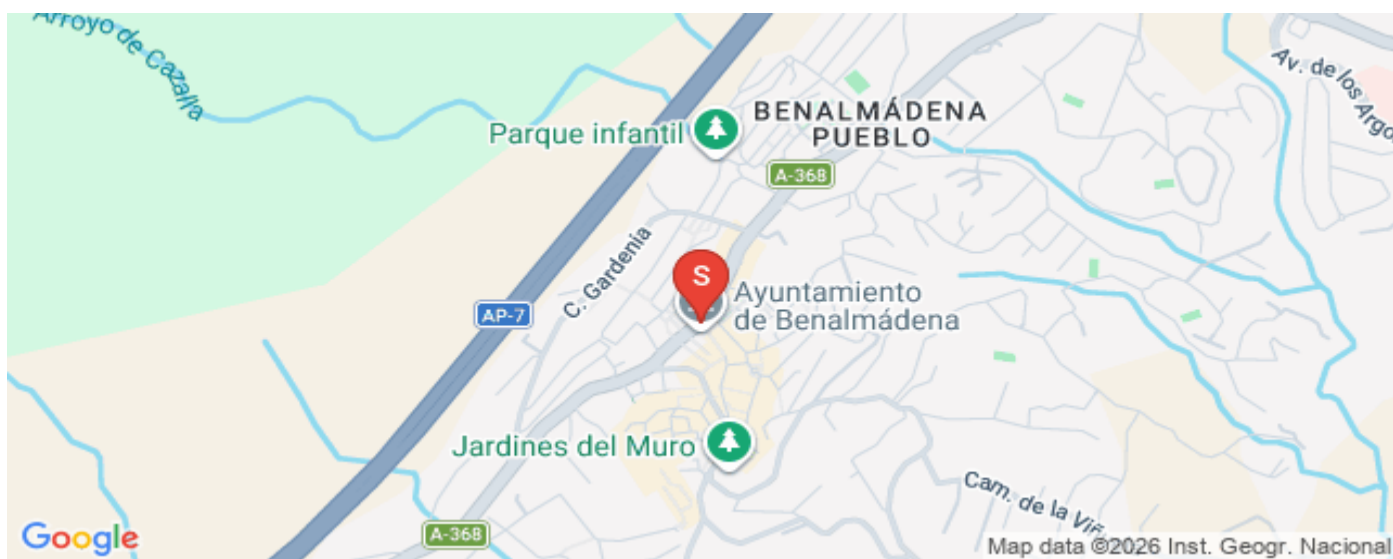 Arroyo de Cazalla
Av. de los Argo
BENALMÁDENA
PUEBLO
Parque infantil
A-368
C. Gardenia
S
AP-7
Ayuntamiento
de Benalmádena
Jardines del Muro
Cam. de la Viñ
A-368
Google
Map data ©2026 Inst. Geogr. Nacional